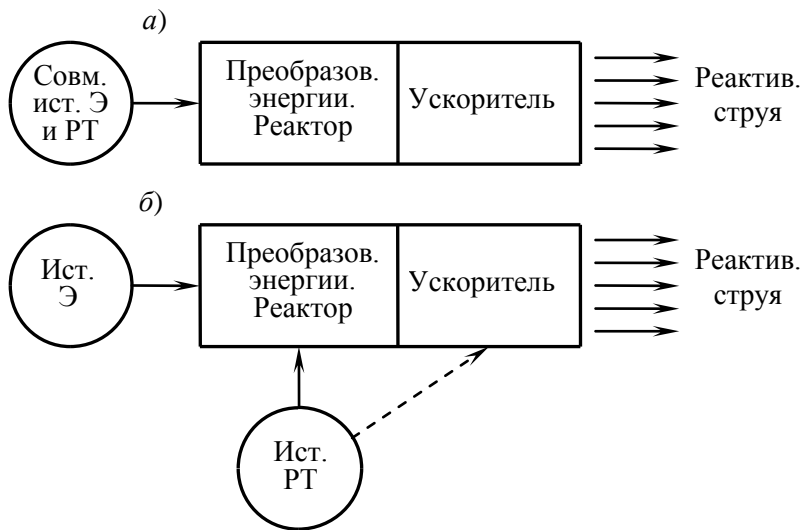 а)
Совм.
ист. Э
и РТ
Преобразов.
энергии.
Реактор
Ускоритель
Реактив.
струя
б)
Ист.
Э
Преобразов.
энергии.
Реактор
Ускоритель
Реактив.
струя
Ист.
РТ